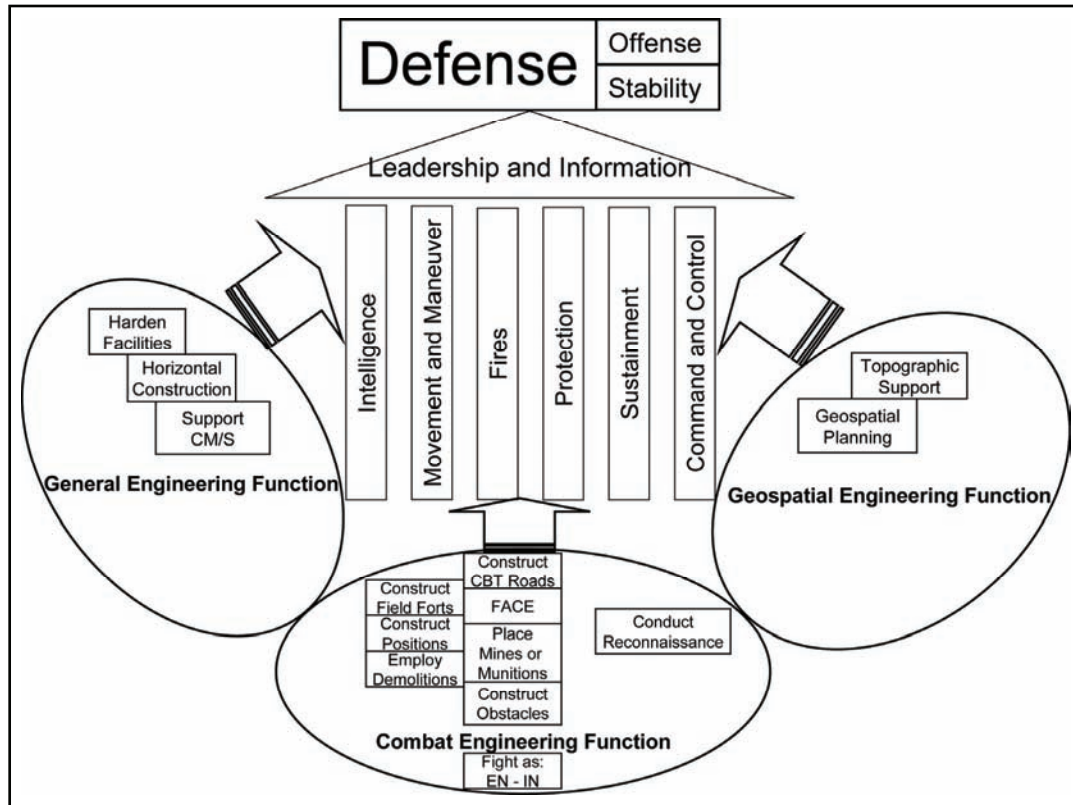 Defense
Offense
Stability
Leadership and Information
Intelligence
Movement and Maneuver
Fires
Protection
Sustainment
Command and Control
Harden
Facilities
Horizontal
Construction
Support
CM/S
General Engineering Function
Topographic
Support
Geospatial
Planning
Geospatial Engineering Function
Construct
CBT Roads
Construct
Field Forts
FACE
Construct
Positions
Place
Mines or
Munitions
Employ
Demolitions
Construct
Obstacles
Conduct
Reconnaissance
Combat Engineering Function
Fight as:
EN - IN